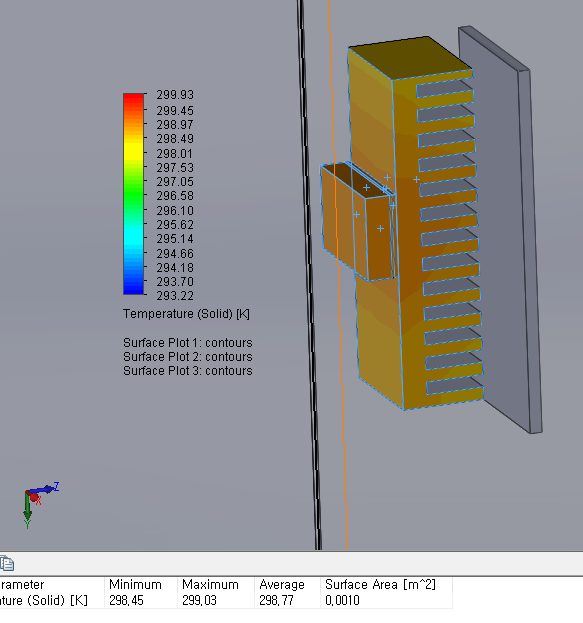 299.93
299.45
298.97
298.49
298.01
297.53
297.05
296.58
296.10
295.62
295.14
294.66
294.18
293.70
293.22
Temperature (Solid) [K]
Surface Plot 1: contours
Surface Plot 2: contours
Surface Plot 3: contours
Z
X
Y
rameter Minimum Maximum Average Surface Area [m^2]
ture (Solid) [K] 298,45 299,03 298,77 0,0010